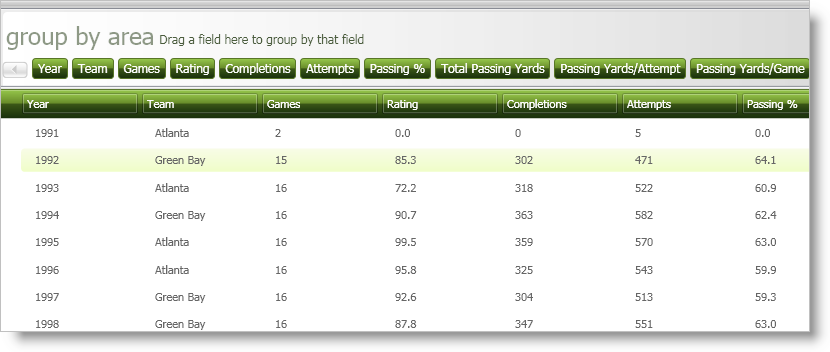 group by area Drag a field here to group by that field
Year Team Games Rating Completions Attempts Passing % Total Passing Yards Passing Yards/Attempt Passing Yards/Game
Year Team Games Rating Completions Attempts Passing %
1991 Atlanta 2 0.0 0 5 0.0
1992 Green Bay 15 85.3 302 471 64.1
1993 Atlanta 16 72.2 318 522 60.9
1994 Green Bay 16 90.7 363 582 62.4
1995 Atlanta 16 99.5 359 570 63.0
1996 Atlanta 16 95.8 325 543 59.9
1997 Green Bay 16 92.6 304 513 59.3
1998 Green Bay 16 87.8 347 551 63.0